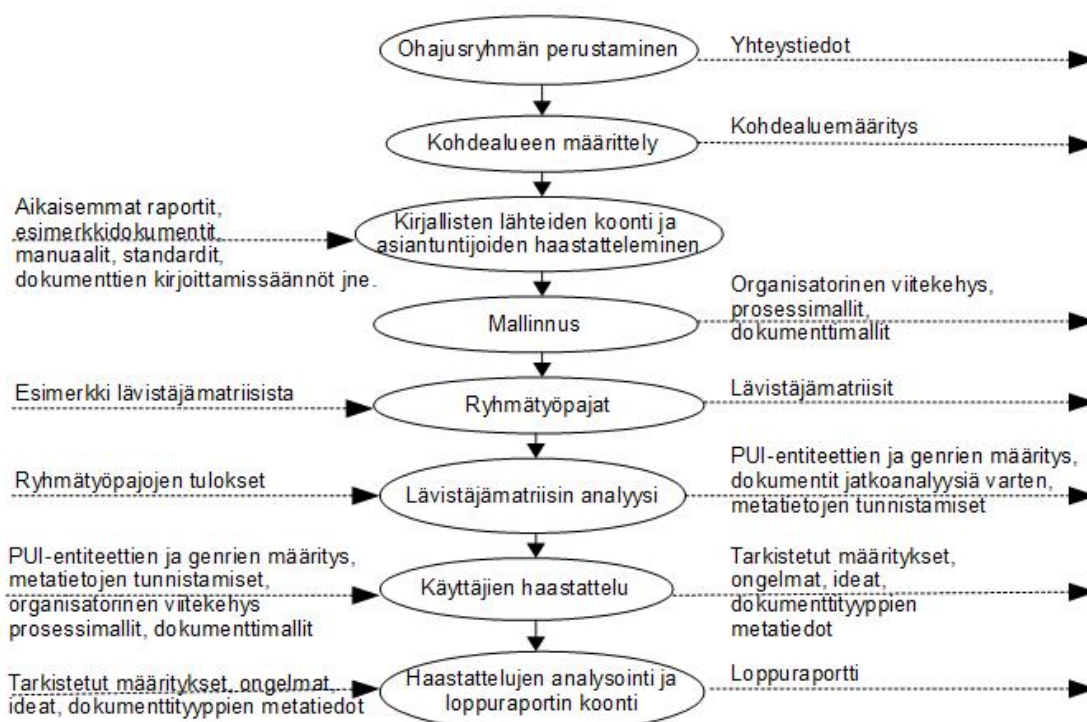 Ohajusryhmän perustaminen
Yhteystiedot
Kohdealueen määrittely
Kohdealuemääritys
Aikaisemmat raportit,
esimerkkidokumentit,
manuaalit, standardit,
dokumenttien kirjoittamissäännöt jne.
Kirjallisten lähteiden koonti ja
asiantuntijoiden haastatteleminen
Mallinnus
Organisatorinen viitekehys,
prosessimallit,
dokumenttimallit
Esimerkki lävistäjämatriisista
Ryhmätyöpajat
Lävistäjämatriisit
Ryhmätyöpajojen tulokset
Lävistäjämatriisin analyysi
PUI-entiteettien ja genrien määritys,
dokumentit jatkoanalyysiä varten,
metatietojen tunnistamiset
PUI-entiteettien ja genrien määritys,
metatietojen tunnistamiset,
organisatorinen viitekehys
prosessimallit, dokumenttimallit
Käyttäjien haastattelu
Tarkistetut määritykset,
ongelmat, ideat,
dokumenttityyppien
metatiedot
Tarkistetut määritykset, ongelmat,
ideat, dokumenttityyppien metatiedot
Haastattelujen analysointi ja
loppuraportin koonti
Loppuraportti